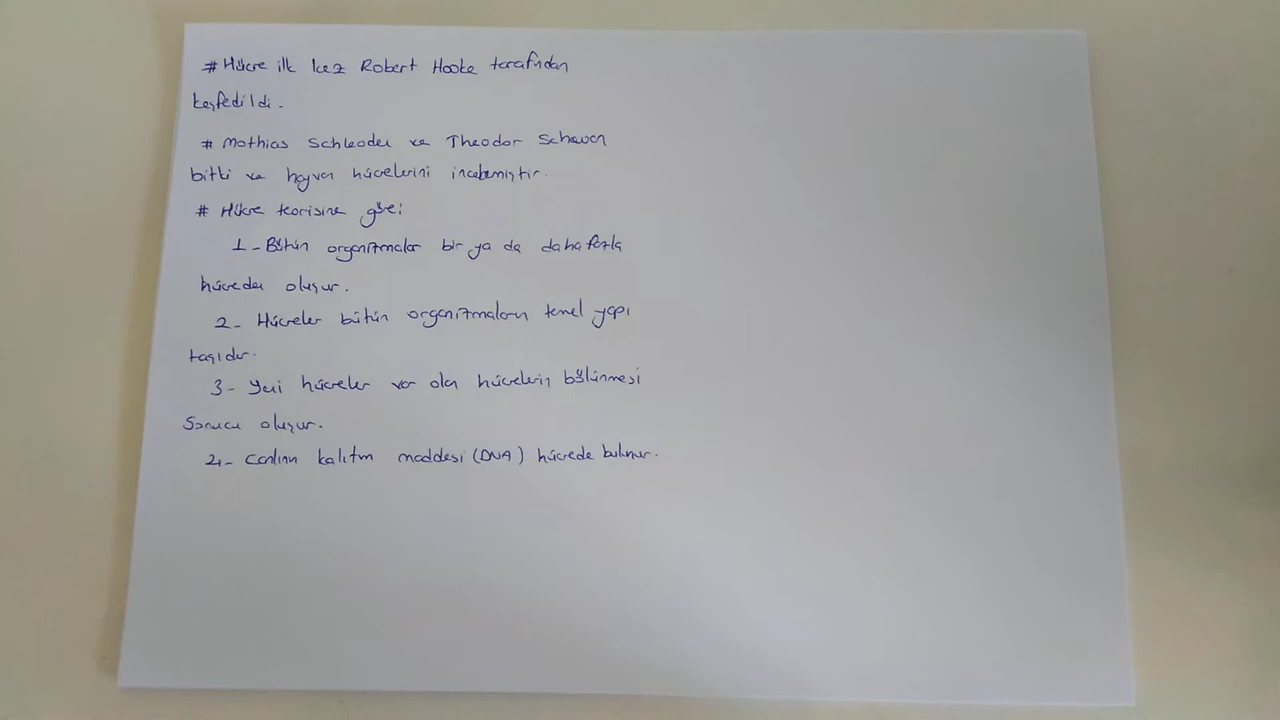 # Hücre ilk kez Robert Hooke tarafından
keşfedildi.
# Mathias Schleoden ve Theodor Schwan
bitki ve hayvan hücrelerini incelemiştir.
# Hücre teorisine göre;
1- Bütün organizmalar bir ya da daha fazla
hücreden oluşur.
2- Hücreler bütün organizmaların temel yapı
taşıdır.
3- Yeni hücreler var olan hücrelerin bölünmesi
sonucu oluşur.
4- Canlının kalıtım maddesi (DNA) hücrede bulunur.